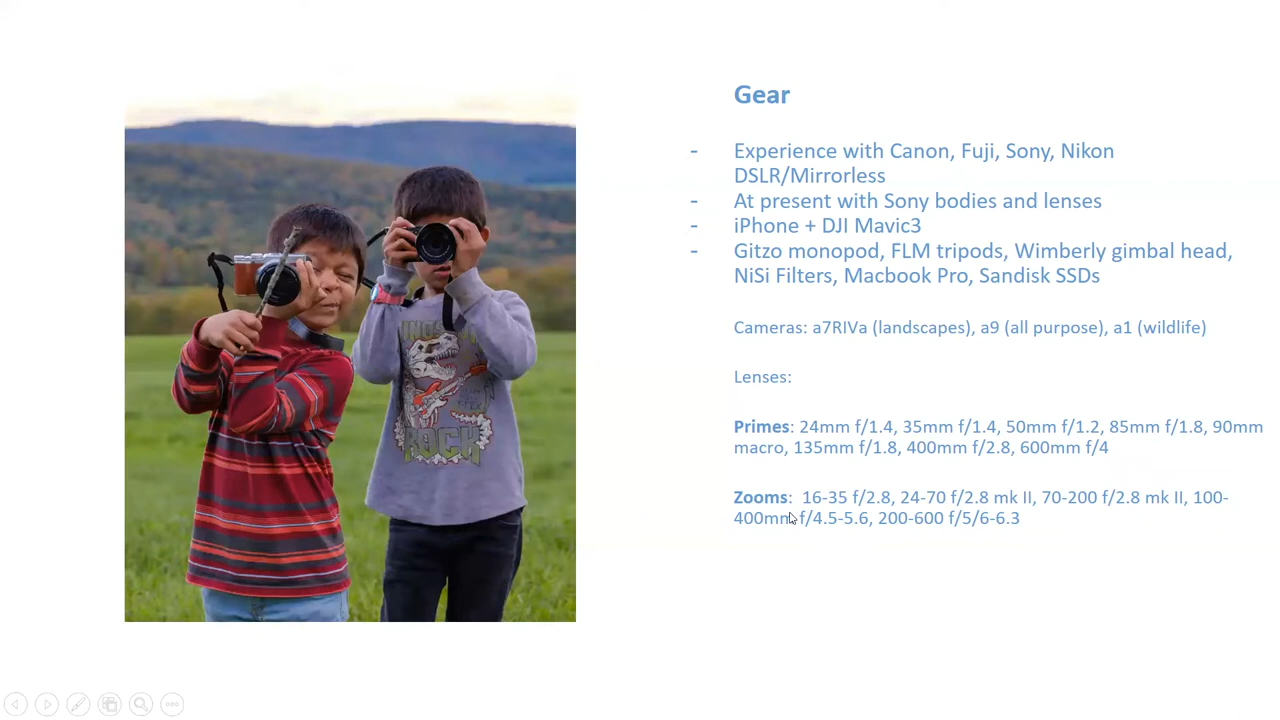 Gear
- Experience with Canon, Fuji, Sony, Nikon
DSLR/Mirrorless
- At present with Sony bodies and lenses
- iPhone + DJI Mavic3
- Gitzo monopod, FLM tripods, Wimberly gimbal head,
NiSi Filters, Macbook Pro, Sandisk SSDs
Cameras: a7RIVa (landscapes), a9 (all purpose), a1 (wildlife)
Lenses:
Primes: 24mm f/1.4, 35mm f/1.4, 50mm f/1.2, 85mm f/1.8, 90mm
macro, 135mm f/1.8, 400mm f/2.8, 600mm f/4
Zooms:  16-35 f/2.8, 24-70 f/2.8 mk II, 70-200 f/2.8 mk II, 100-
400mm f/4.5-5.6, 200-600 f/5/6-6.3
ROCK